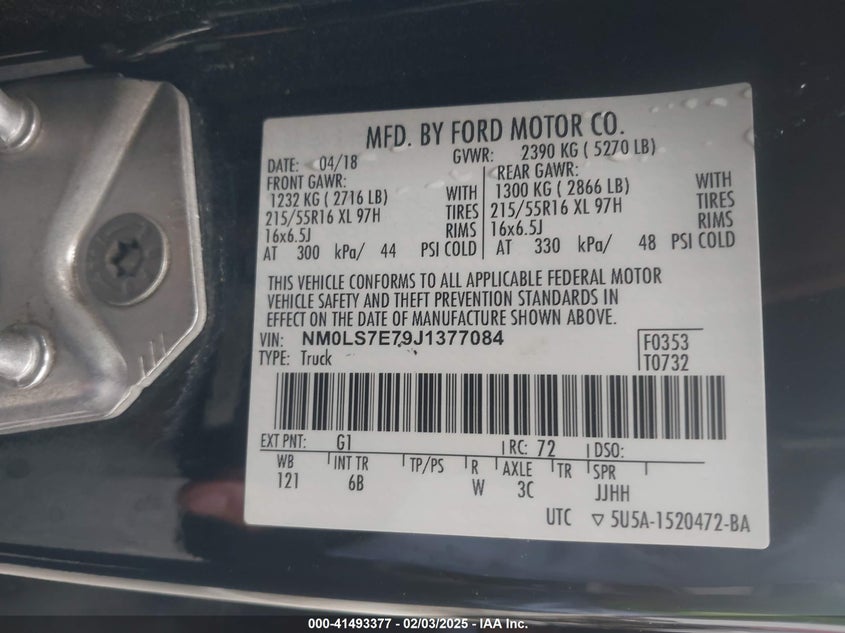 MFD. BY FORD MOTOR CO.
DATE: 04/18 GVWR: 2390 KG ( 5270 LB)
FRONT GAWR: REAR GAWR:
1232 KG ( 2716 LB) WITH 1300 KG ( 2866 LB) WITH
215/55R16 XL 97H TIRES 215/55R16 XL 97H TIRES
16x6.5J RIMS 16x6.5J RIMS
AT 300 kPa/ 44 PSI COLD AT 330 kPa/ 48 PSI COLD
THIS VEHICLE CONFORMS TO ALL APPLICABLE FEDERAL MOTOR
VEHICLE SAFETY AND THEFT PREVENTION STANDARDS IN
EFFECT ON THE DATE OF MANUFACTURE SHOWN ABOVE.
VIN: NM0LS7E79J1377084 F0353
TYPE: Truck T0732
EXT PNT: G1 RC: 72 DSO:
WB INT TR TP/PS R AXLE TR SPR
121 6B W 3C JJHH
UTC ▽ 5U5A-1520472-BA
000-41493377 - 02/03/2025 - IAA Inc.